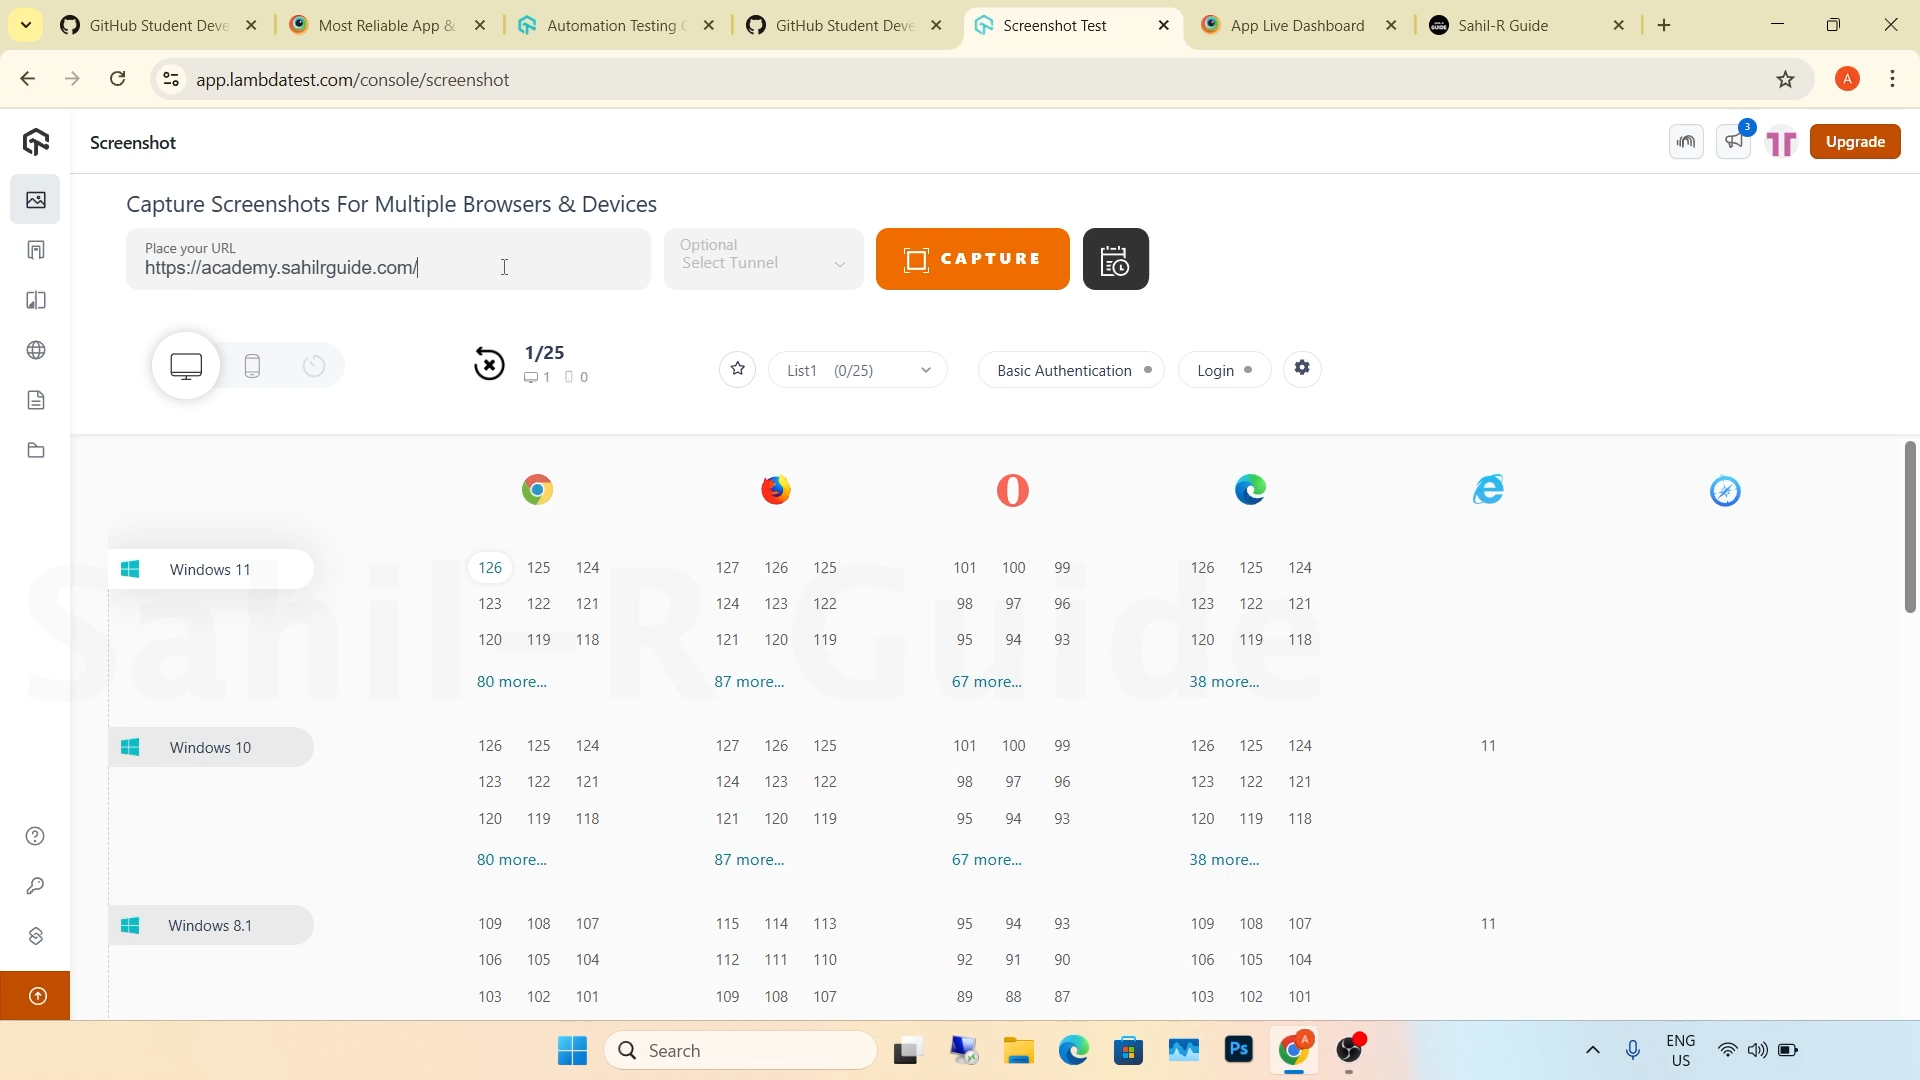 GitHub Student Deve
Most Reliable App &
Automation Testing C
GitHub Student Deve
Screenshot Test
App Live Dashboard
Sahil-R Guide
app.lambdatest.com/console/screenshot
A
Screenshot
3
Upgrade
Capture Screenshots For Multiple Browsers & Devices
Place your URL
https://academy.sahilrguide.com/
Optional
Select Tunnel
CAPTURE
1/25
1 0
List1 (0/25)
Basic Authentication
Login
Windows 11
126 125 124 127 126 125 101 100 99 126 125 124
123 122 121 124 123 122 98 97 96 123 122 121
120 119 118 121 120 119 95 94 93 120 119 118
80 more... 87 more... 67 more... 38 more...
Sahil-R Guide
Windows 10
126 125 124 127 126 125 101 100 99 126 125 124 11
123 122 121 124 123 122 98 97 96 123 122 121
120 119 118 121 120 119 95 94 93 120 119 118
80 more... 87 more... 67 more... 38 more...
Windows 8.1
109 108 107 115 114 113 95 94 93 109 108 107 11
106 105 104 112 111 110 92 91 90 106 105 104
103 102 101 109 108 107 89 88 87 103 102 101
Search
Ps
A
ENG
US